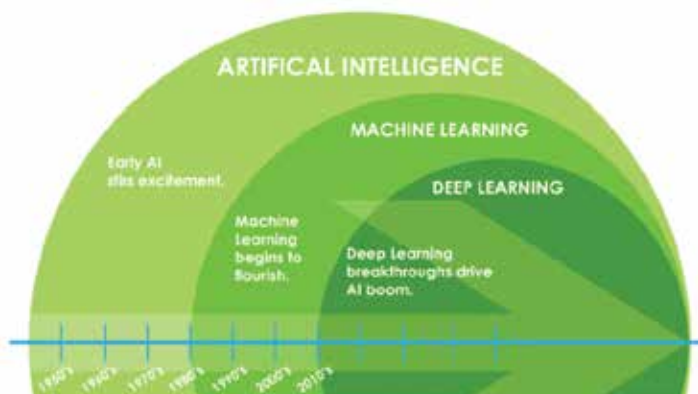 ARTIFICAL INTELLIGENCE
MACHINE LEARNING
DEEP LEARNING
Early AI
stirs excitement.
Machine
Learning
begins to
flourish.
Deep Learning
breakthroughs drive
AI boom.
1950's
1960's
1970's
1980's
1990's
2000's
2010's